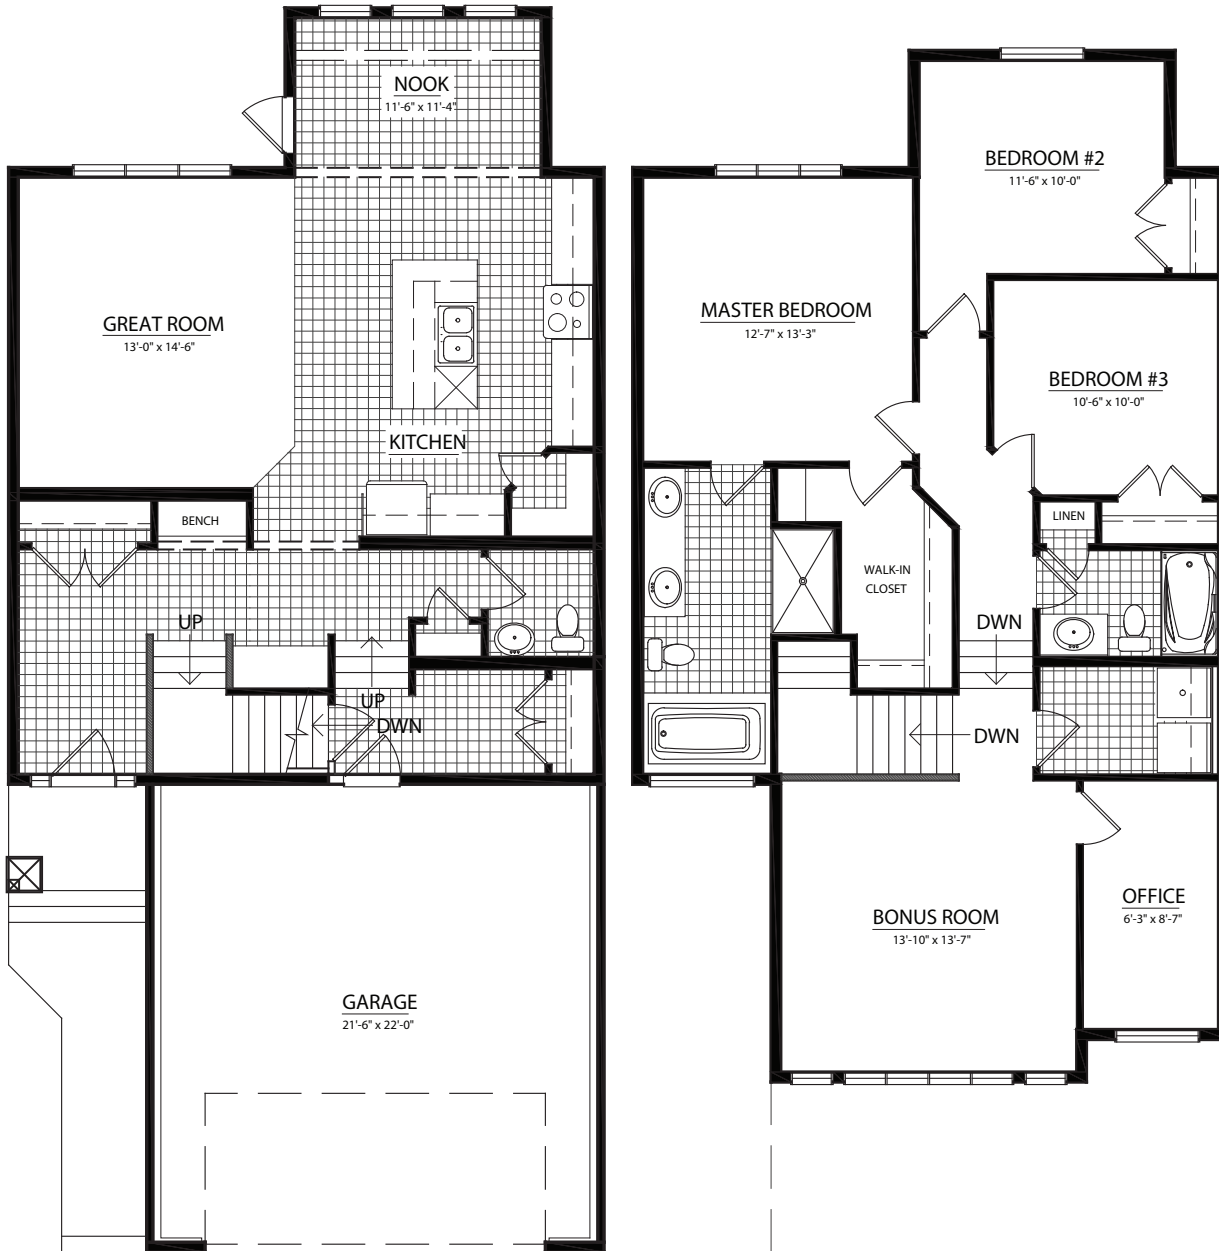 NOOK
11'-6" x 11'-4"
GREAT ROOM
13'-0" x 14'-6"
KITCHEN
BENCH
UP
UP
DWN
GARAGE
21'-6" x 22'-0"
BEDROOM #2
11'-6" x 10'-0"
MASTER BEDROOM
12'-7" x 13'-3"
BEDROOM #3
10'-6" x 10'-0"
LINEN
WALK-IN
CLOSET
DWN
DWN
OFFICE
6'-3" x 8'-7"
BONUS ROOM
13'-10" x 13'-7"